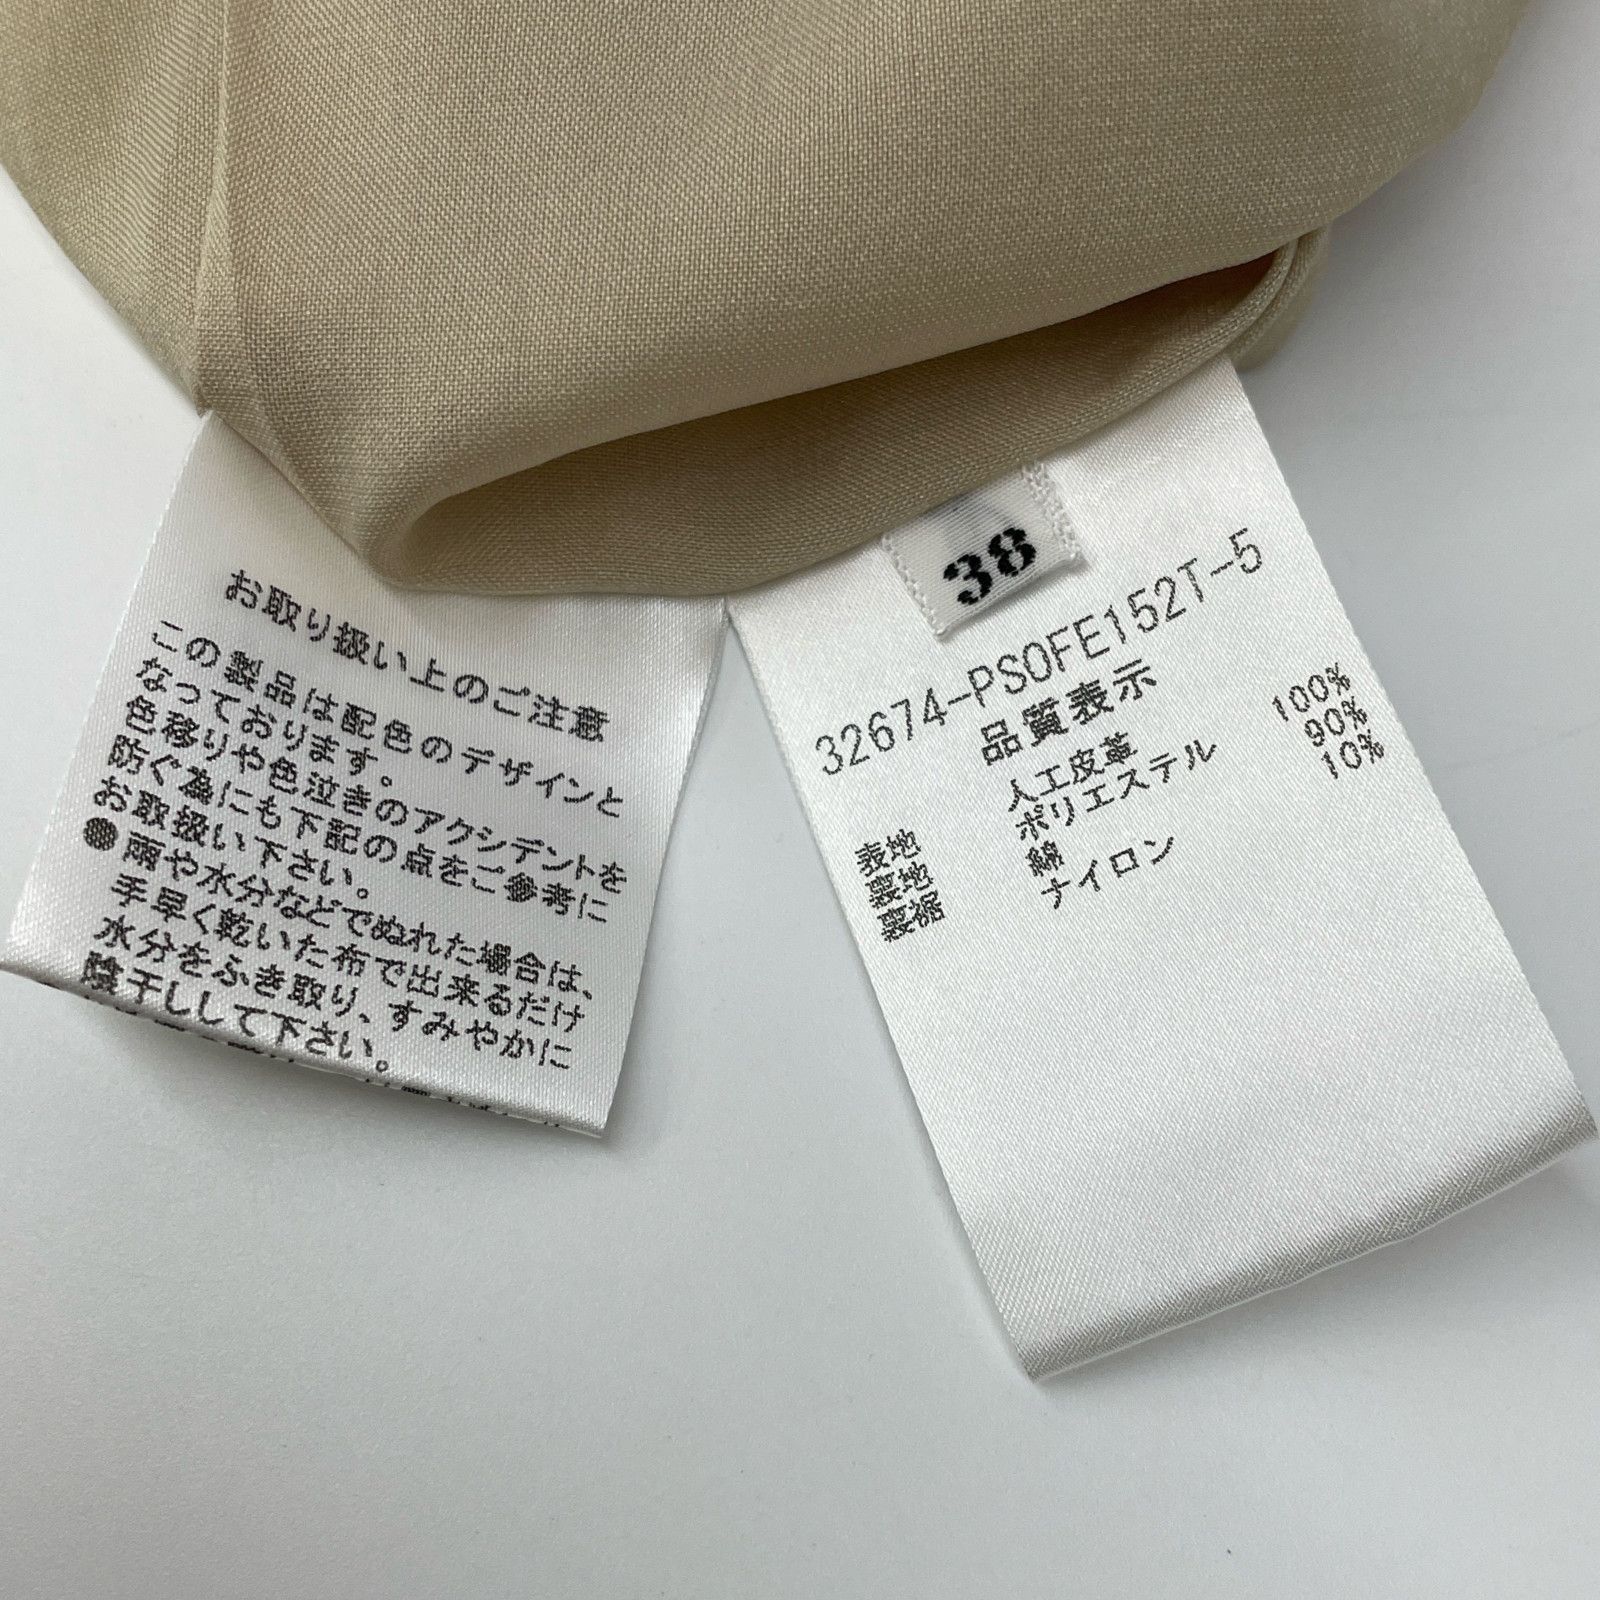 お取り扱い上のご注意
この製品は配色のデザインと
なっております。
色移りや色泣きのアクシデントを
防ぐ為にも下記の点をご参考に
お取扱い下さい。
●雨や水分などでぬれた場合は、
手早く乾いた布で出来るだけ
水分をふき取り、すみやかに
陰干しして下さい。
38
32674-PSOFE152T-5
品質表示
表地 人工皮革 100%
裏地 ポリエステル 90%
裏裾 綿 10%
ナイロン